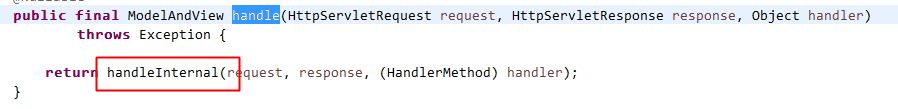 public final ModelAndView handle(HttpServletRequest request, HttpServletResponse response, Object handler)
throws Exception {
return handleInternal(request, response, (HandlerMethod) handler);
}